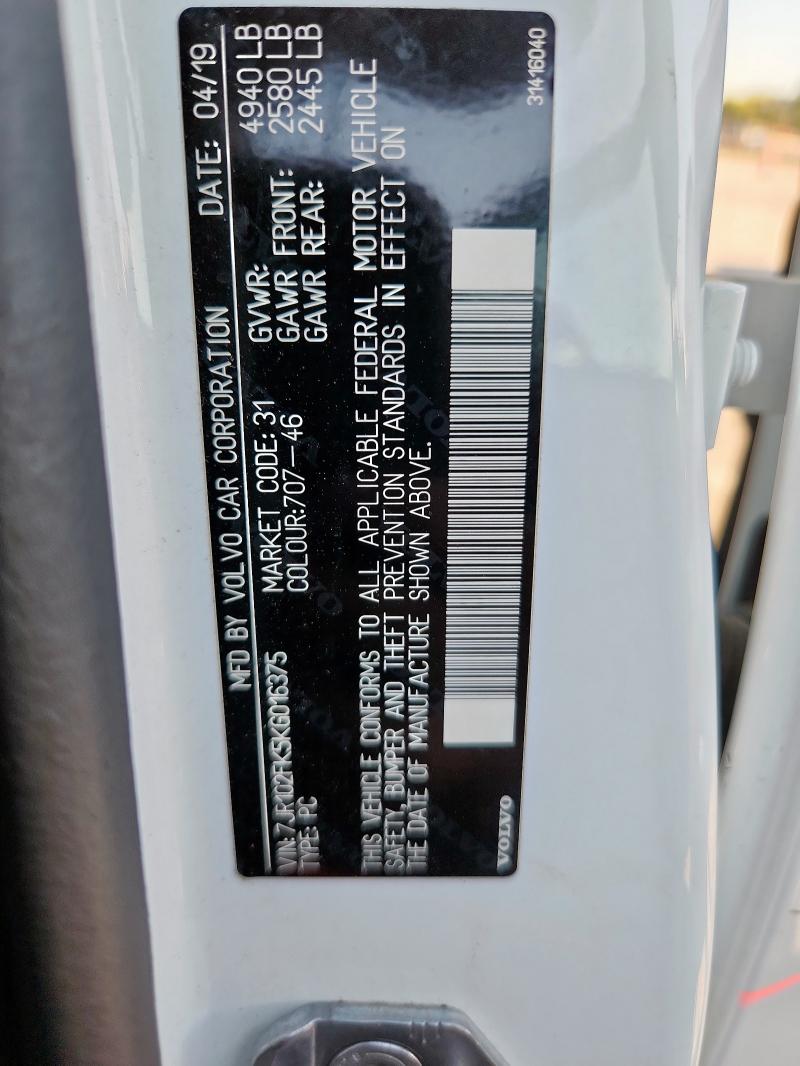 MFD BY VOLVO CAR CORPORATION DATE: 04/19
VIN: 7JR102FK5KG016375 MARKET CODE: 31 GVWR: 4940 LB
TYPE: PC COLOUR: 707—46 GAWR FRONT: 2580 LB
GAWR REAR: 2445 LB
THIS VEHICLE CONFORMS TO ALL APPLICABLE FEDERAL MOTOR VEHICLE
SAFETY, BUMPER AND THEFT PREVENTION STANDARDS IN EFFECT ON
THE DATE OF MANUFACTURE SHOWN ABOVE.
VOLVO 31416040